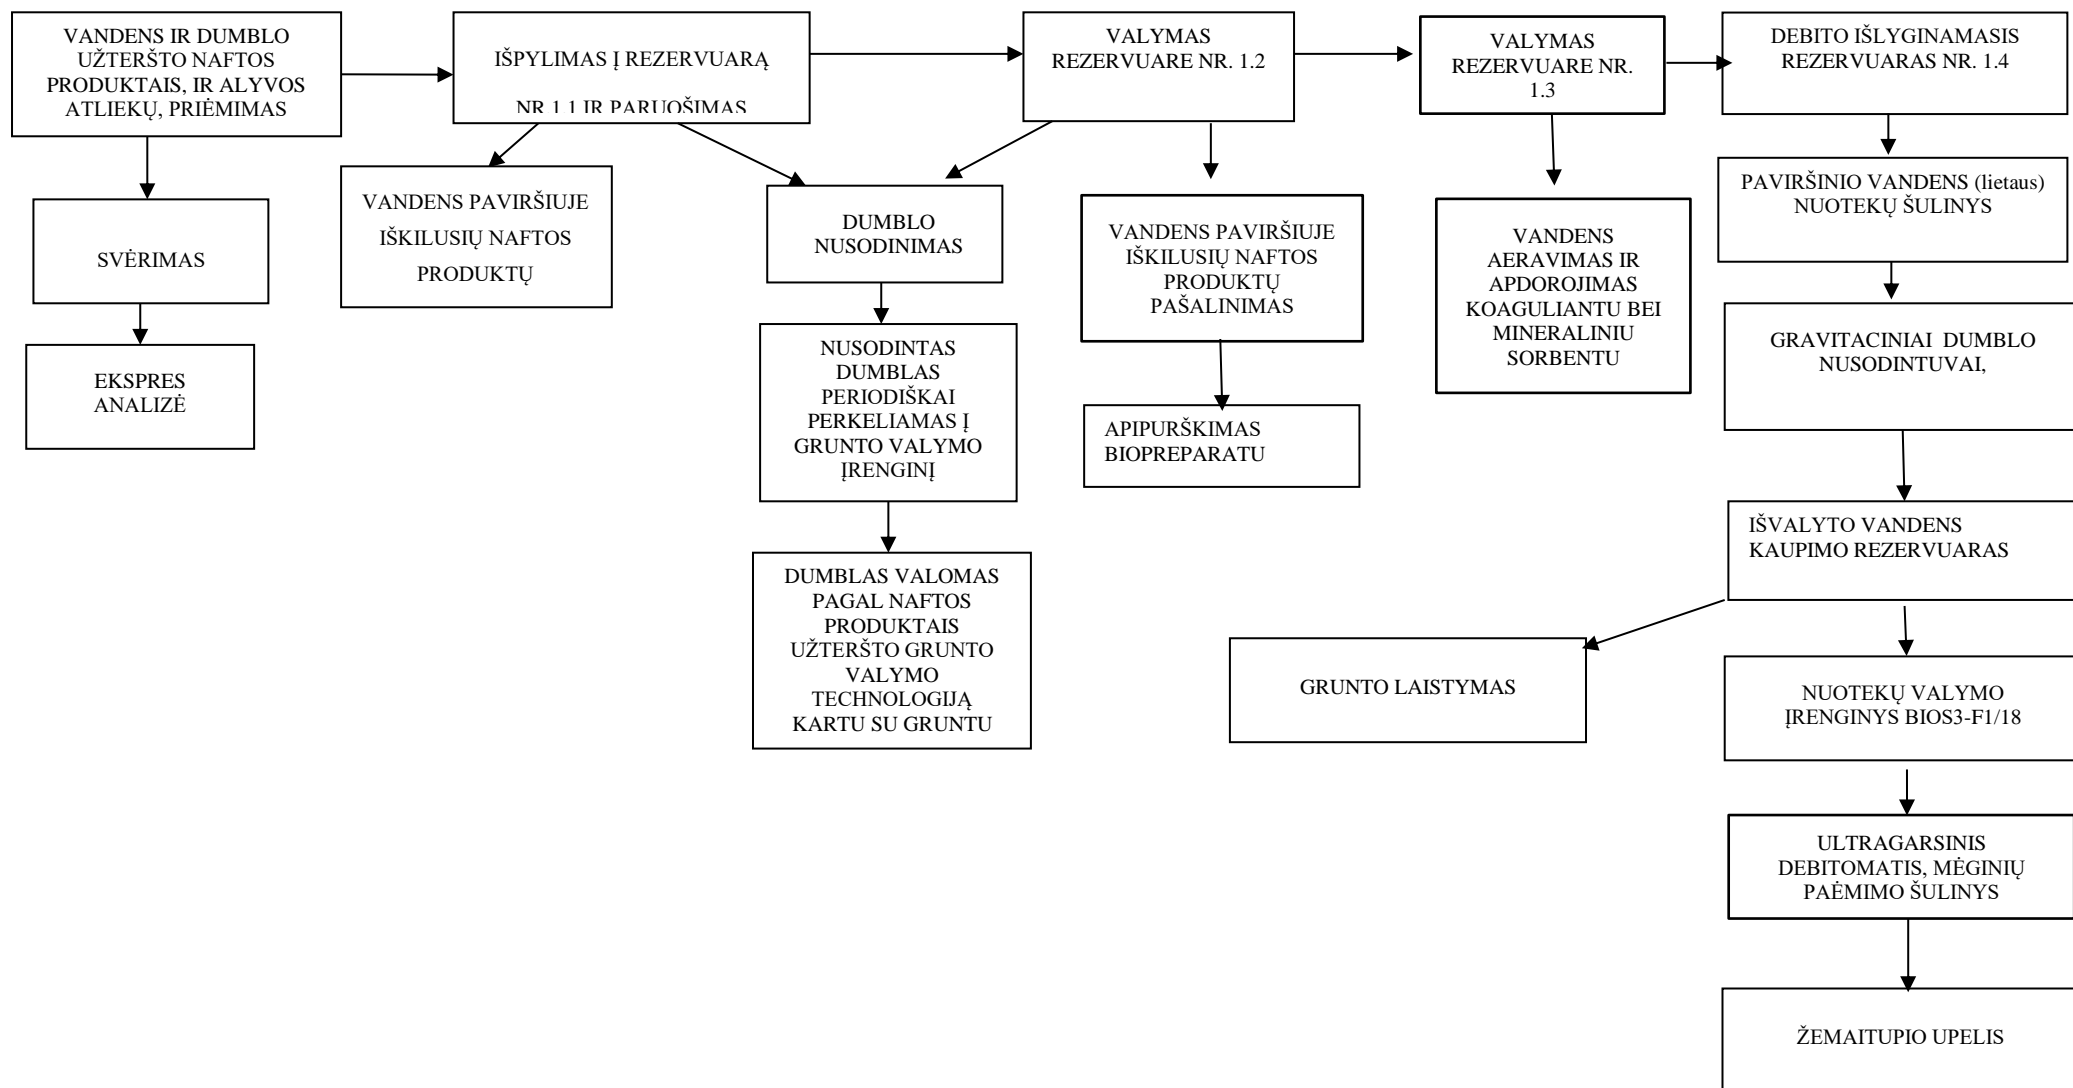 VANDENS IR DUMBLO
UŽTERŠTO NAFTOS
PRODUKTAIS, IR ALYVOS
ATLIEKŲ, PRIĖMIMAS
IŠPYLIMAS Į REZERVUARĄ
NR 1.1 IR PARUOŠIMAS
VALYMAS
REZERVUARE NR. 1.2
VALYMAS
REZERVUARE NR.
1.3
DEBITO IŠLYGINAMASIS
REZERVUARAS NR. 1.4
SVĖRIMAS
EKSPRES
ANALIZĖ
VANDENS PAVIRŠIUJE
IŠKILUSIŲ NAFTOS
PRODUKTŲ
DUMBLO
NUSODINIMAS
NUSODINTAS
DUMBLAS
PERIODIŠKAI
PERKELIAMAS Į
GRUNTO VALYMO
ĮRENGINĮ
DUMBLAS VALOMAS
PAGAL NAFTOS
PRODUKTAIS
UŽTERŠTO GRUNTO
VALYMO
TECHNOLOGIJĄ
KARTU SU GRUNTU
VANDENS PAVIRŠIUJE
IŠKILUSIŲ NAFTOS
PRODUKTŲ
PAŠALINIMAS
APIPURŠKIMAS
BIOPREPARATU
VANDENS
AERAVIMAS IR
APDOROJIMAS
KOAGULIANTU BEI
MINERALINIU
SORBENTU
PAVIRŠINIO VANDENS (lietaus)
NUOTEKŲ ŠULINYS
GRAVITACINIAI DUMBLO
NUSODINTUVAI,
IŠVALYTO VANDENS
KAUPIMO REZERVUARAS
GRUNTO LAISTYMAS
NUOTEKŲ VALYMO
ĮRENGINYS BIOS3-F1/18
ULTRAGARSINIS
DEBITOMATIS, MĖGINIŲ
PAĖMIMO ŠULINYS
ŽEMAITUPIO UPELIS